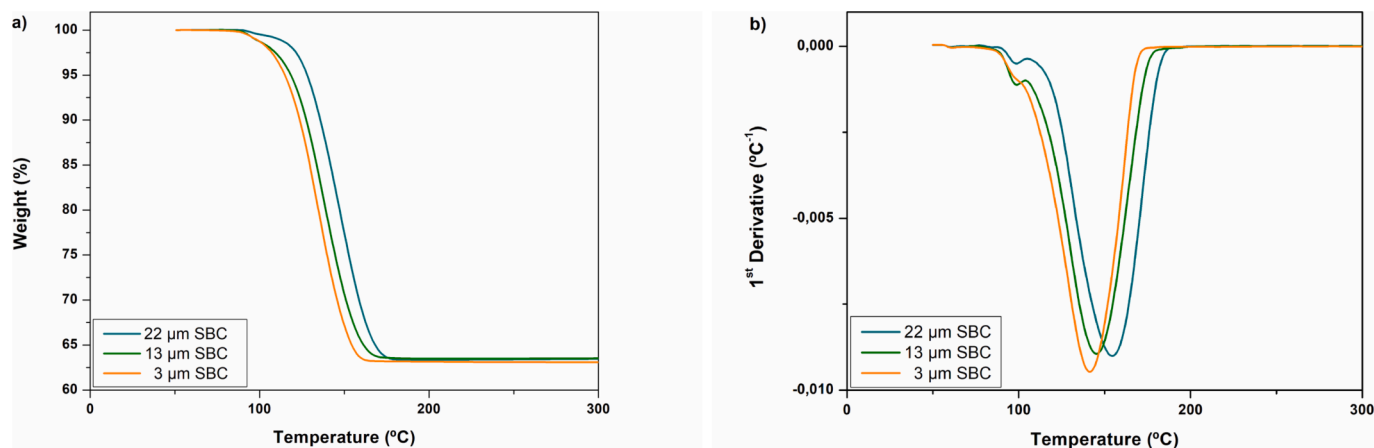 a)
100
95
90
85
80
75
70
65
60
Weight (%)
22 µm SBC
13 µm SBC
3 µm SBC
0
100
200
300
Temperature (ºC)
b)
0,000
-0,005
-0,010
1st Derivative (ºC-1)
22 µm SBC
13 µm SBC
3 µm SBC
0
100
200
300
Temperature (ºC)